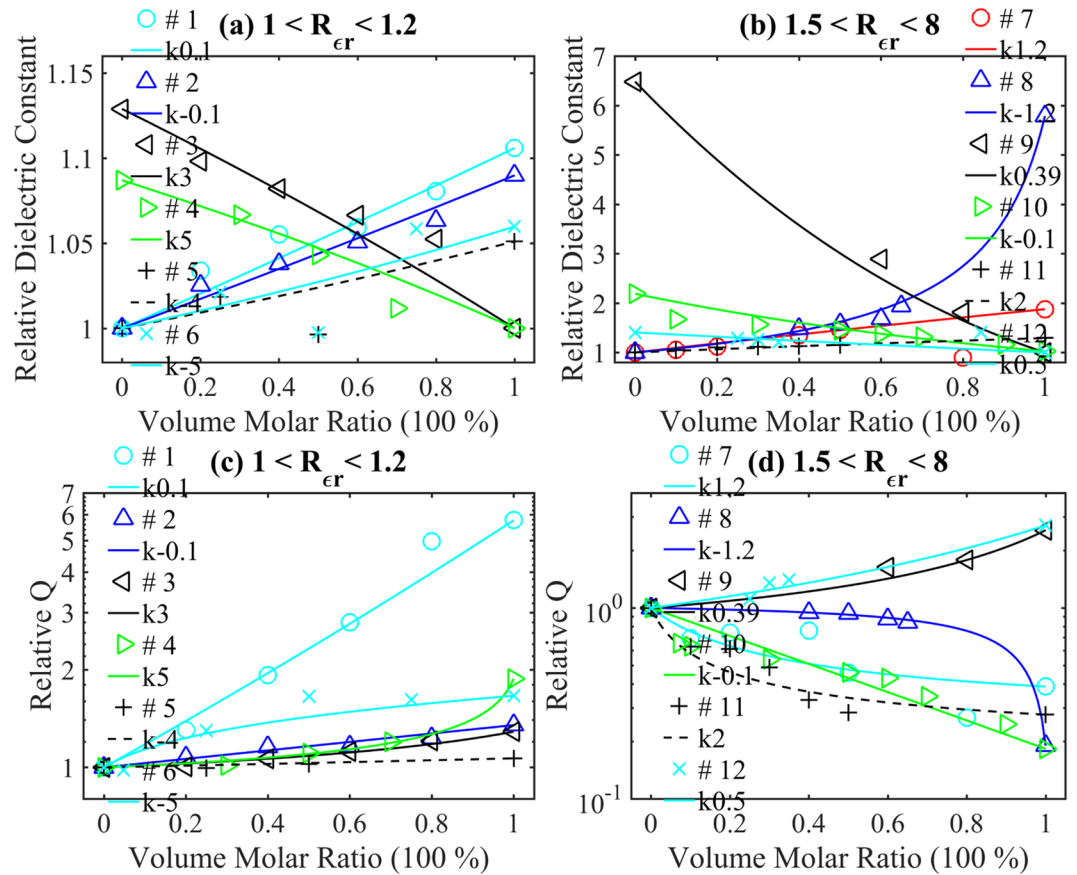 (a) 1 < R_ϵr < 1.2
# 1
k0.1
# 2
k-0.1
# 3
k3
# 4
k5
# 5
k-4
# 6
k-5
Relative Dielectric Constant
1.15
1.1
1.05
1
0 0.2 0.4 0.6 0.8 1
Volume Molar Ratio (100 %)
(b) 1.5 < R_ϵr < 8
# 7
k1.2
# 8
k-1.2
# 9
k0.39
# 10
k-0.1
# 11
k2
# 12
k0.5
Relative Dielectric Constant
7
6
5
4
3
2
1
0 0.2 0.4 0.6 0.8 1
Volume Molar Ratio (100 %)
(c) 1 < R_ϵr < 1.2
# 1
k0.1
# 2
k-0.1
# 3
k3
# 4
k5
# 5
k-4
# 6
k-5
Relative Q
7
6
5
4
3
2
1
0 0.2 0.4 0.6 0.8 1
Volume Molar Ratio (100 %)
(d) 1.5 < R_ϵr < 8
# 7
k1.2
# 8
k-1.2
# 9
k0.39
# 10
k-0.1
# 11
k2
# 12
k0.5
Relative Q
10^0
10^-1
0 0.2 0.4 0.6 0.8 1
Volume Molar Ratio (100 %)